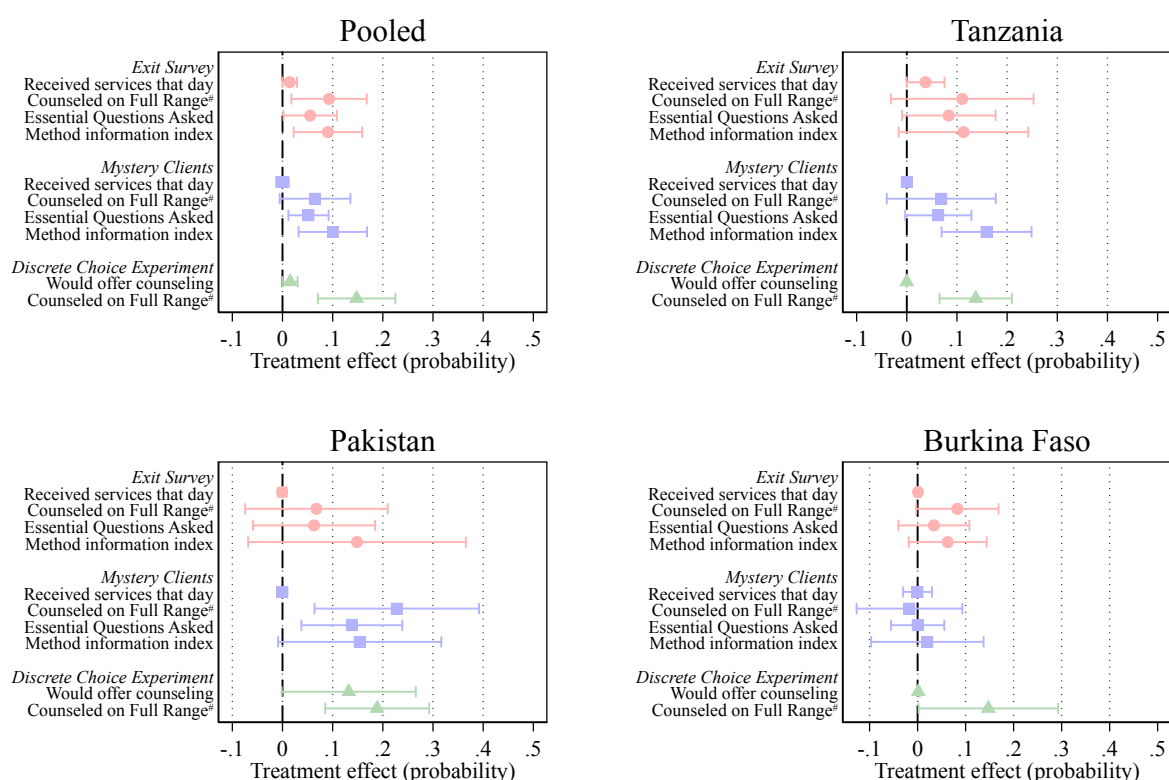 Pooled
Exit Survey
Received services that day
Counseled on Full Range#
Essential Questions Asked
Method information index
Mystery Clients
Received services that day
Counseled on Full Range#
Essential Questions Asked
Method information index
Discrete Choice Experiment
Would offer counseling
Counseled on Full Range#
-.1 0 .1 .2 .3 .4 .5
Treatment effect (probability)
Tanzania
Exit Survey
Received services that day
Counseled on Full Range#
Essential Questions Asked
Method information index
Mystery Clients
Received services that day
Counseled on Full Range#
Essential Questions Asked
Method information index
Discrete Choice Experiment
Would offer counseling
Counseled on Full Range#
-.1 0 .1 .2 .3 .4 .5
Treatment effect (probability)
Pakistan
Exit Survey
Received services that day
Counseled on Full Range#
Essential Questions Asked
Method information index
Mystery Clients
Received services that day
Counseled on Full Range#
Essential Questions Asked
Method information index
Discrete Choice Experiment
Would offer counseling
Counseled on Full Range#
-.1 0 .1 .2 .3 .4 .5
Treatment effect (probability)
Burkina Faso
Exit Survey
Received services that day
Counseled on Full Range#
Essential Questions Asked
Method information index
Mystery Clients
Received services that day
Counseled on Full Range#
Essential Questions Asked
Method information index
Discrete Choice Experiment
Would offer counseling
Counseled on Full Range#
-.1 0 .1 .2 .3 .4 .5
Treatment effect (probability)